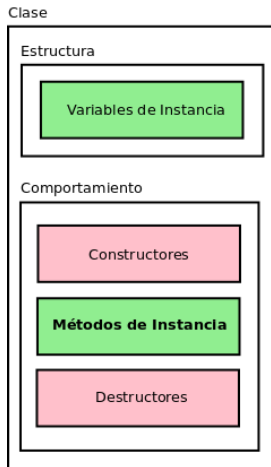 Clase
Estructura
Variables de Instancia
Comportamiento
Constructores
Métodos de Instancia
Destructores